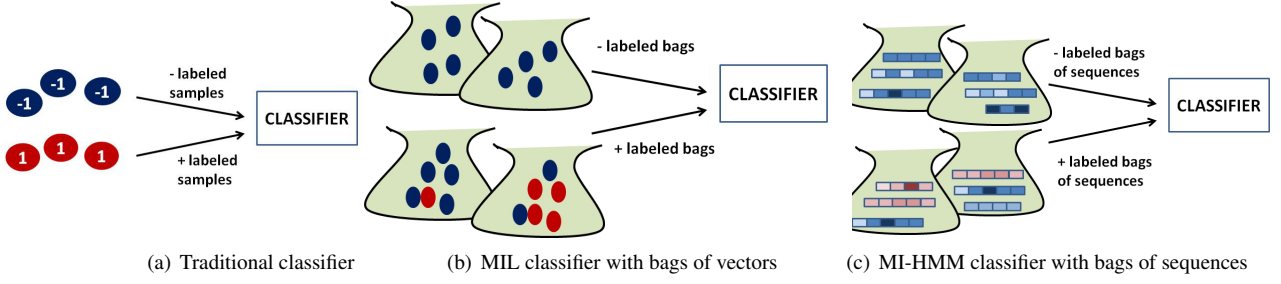 -1
-1
-1
- labeled
samples
CLASSIFIER
1
1
1
+ labeled
samples
(a) Traditional classifier
- labeled bags
CLASSIFIER
+ labeled bags
(b) MIL classifier with bags of vectors
- labeled bags
of sequences
CLASSIFIER
+ labeled bags
of sequences
(c) MI-HMM classifier with bags of sequences